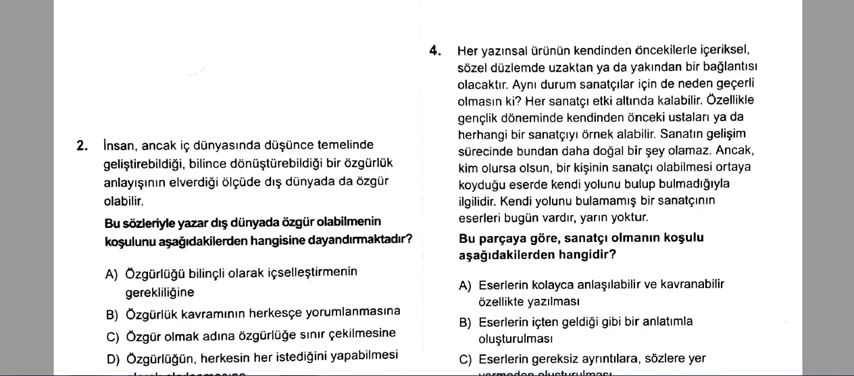 2. İnsan, ancak iç dünyasında düşünce temelinde
geliştirebildiği, bilince dönüştürebildiği bir özgürlük
anlayışının elverdiği ölçüde dış dünyada da özgür
olabilir.
Bu sözleriyle yazar dış dünyada özgür olabilmenin
koşulunu aşağıdakilerden hangisine dayandırmaktadır?
A) Özgürlüğü bilinçli olarak içselleştirmenin
gerekliliğine
B) Özgürlük kavramının herkesçe yorumlanmasına
C) Özgür olmak adına özgürlüğe sınır çekilmesine
D) Özgürlüğün, herkesin her istediğini yapabilmesi
4. Her yazınsal ürünün kendinden öncekilerle içeriksel,
sözel düzlemde uzaktan ya da yakından bir bağlantısı
olacaktır. Aynı durum sanatçılar için de neden geçerli
olmasın ki? Her sanatçı etki altında kalabilir. Özellikle
gençlik döneminde kendinden önceki ustaları ya da
herhangi bir sanatçıyı örnek alabilir. Sanatın gelişim
sürecinde bundan daha doğal bir şey olamaz. Ancak,
kim olursa olsun, bir kişinin sanatçı olabilmesi ortaya
koyduğu eserde kendi yolunu bulup bulmadığıyla
ilgilidir. Kendi yolunu bulamamış bir sanatçının
eserleri bugün vardır, yarın yoktur.
Bu parçaya göre, sanatçı olmanın koşulu
aşağıdakilerden hangidir?
A) Eserlerin kolayca anlaşılabilir ve kavranabilir
özellikte yazılması
B) Eserlerin içten geldiği gibi bir anlatımla
oluşturulması
C) Eserlerin gereksiz ayrıntılara, sözlere yer
vermeden oluşturulması